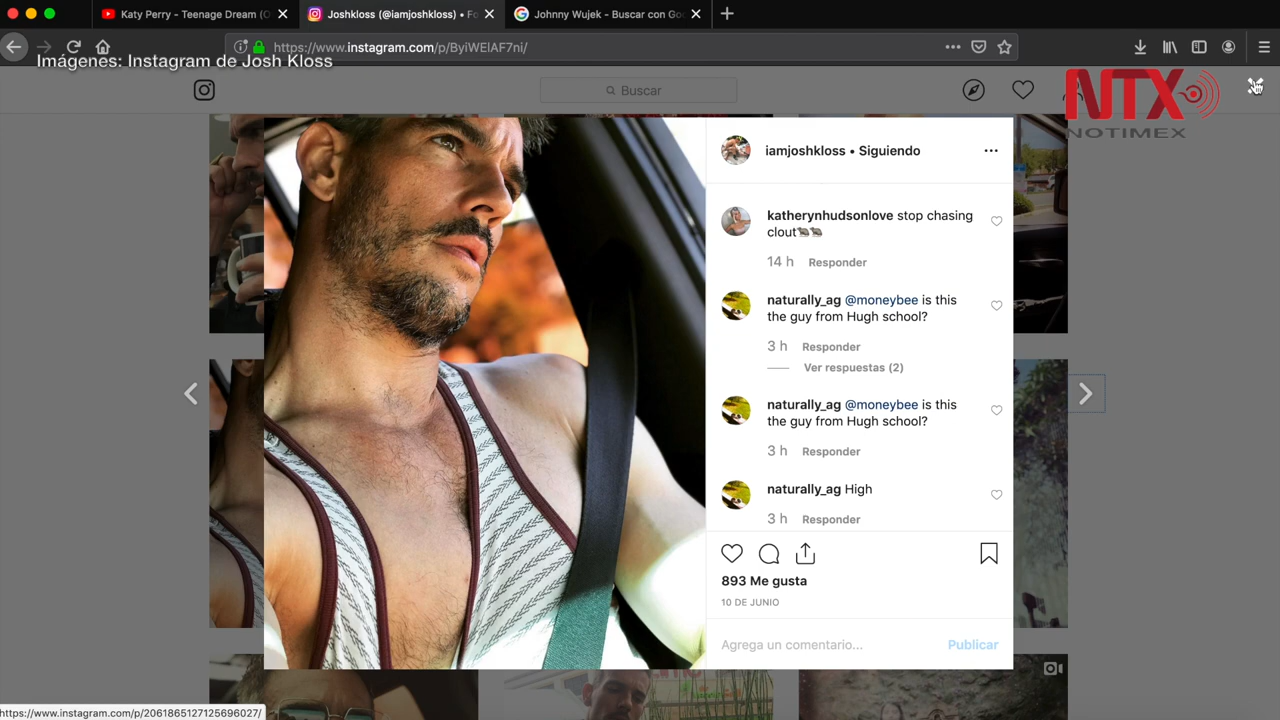 Katy Perry - Teenage Dream (O
Joshkloss (@iamjoshkloss) • Fo
Johnny Wujek - Buscar con Go
https://www.instagram.com/p/ByiWElAF7ni/
Imágenes: Instagram de Josh Kloss
Buscar
NTX
NOTIMEX
iamjoshkloss • Siguiendo
katherynhudsonlove stop chasing
clout
14 h Responder
naturally_ag @moneybee is this
the guy from Hugh school?
3 h Responder
Ver respuestas (2)
naturally_ag @moneybee is this
the guy from Hugh school?
3 h Responder
naturally_ag High
3 h Responder
893 Me gusta
10 DE JUNIO
Agrega un comentario... Publicar
https://www.instagram.com/p/2061865127125696027/